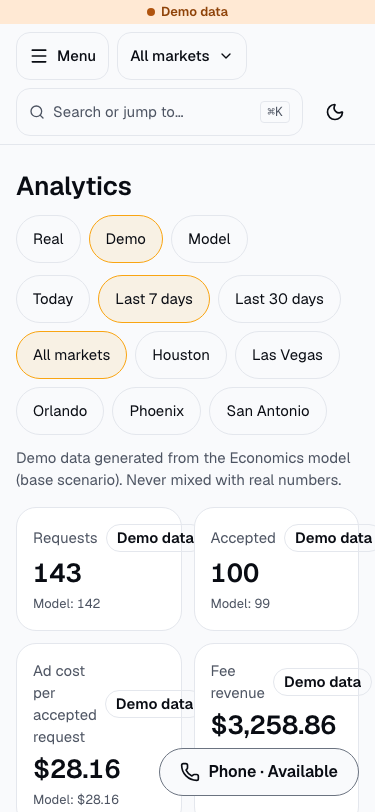 Demo data
Menu
All markets
Search or jump to...
⌘K
Analytics
Real
Demo
Model
Today
Last 7 days
Last 30 days
All markets
Houston
Las Vegas
Orlando
Phoenix
San Antonio
Demo data generated from the Economics model
(base scenario). Never mixed with real numbers.
Requests
Demo data
143
Model: 142
Accepted
Demo data
100
Model: 99
Ad cost
per
accepted
request
Demo data
$28.16
Model: $28.16
Fee
revenue
Demo data
$3,258.86
Phone · Available